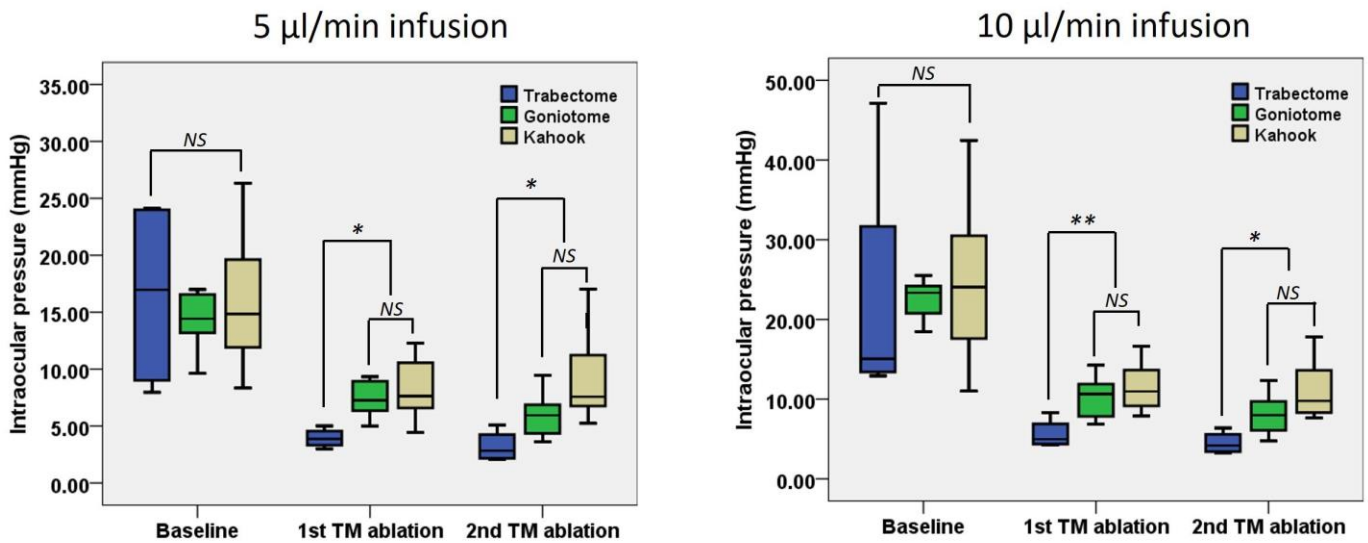 5 µl/min infusion
Intraocular pressure (mmHg)
35.00
30.00
25.00
20.00
15.00
10.00
5.00
0.00
Trabectome
Goniotome
Kahook
NS
*
NS
*
NS
Baseline
1st TM ablation
2nd TM ablation
10 µl/min infusion
Intraocular pressure (mmHg)
50.00
40.00
30.00
20.00
10.00
0.00
Trabectome
Goniotome
Kahook
NS
**
NS
*
NS
Baseline
1st TM ablation
2nd TM ablation